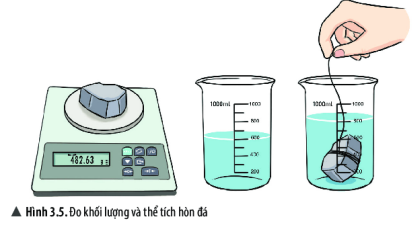 482.63 g
1000ml
1000
800
600
400
200
1000ml
1000
800
▲ Hình 3.5. Đo khối lượng và thể tích hòn đá